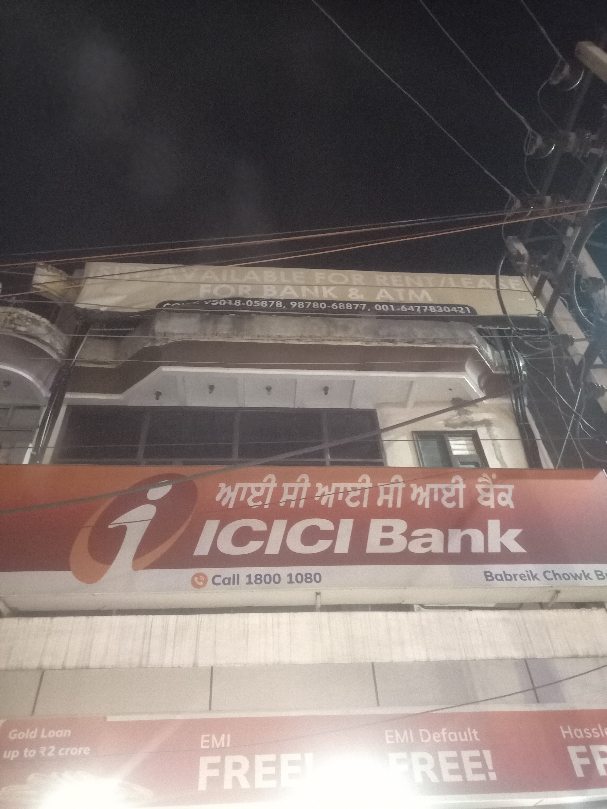 AVAILABLE FOR RENT/LEASE
FOR BANK & ATM
98780-68877, 001-6477830421
ਆਈ ਸੀ ਆਈ ਸੀ ਆਈ ਬੈਂਕ
ICICI Bank
Call 1800 1080
Babreik Chowk
Gold Loan
up to ₹2 crore
EMI
FREE!
EMI Default
FREE!